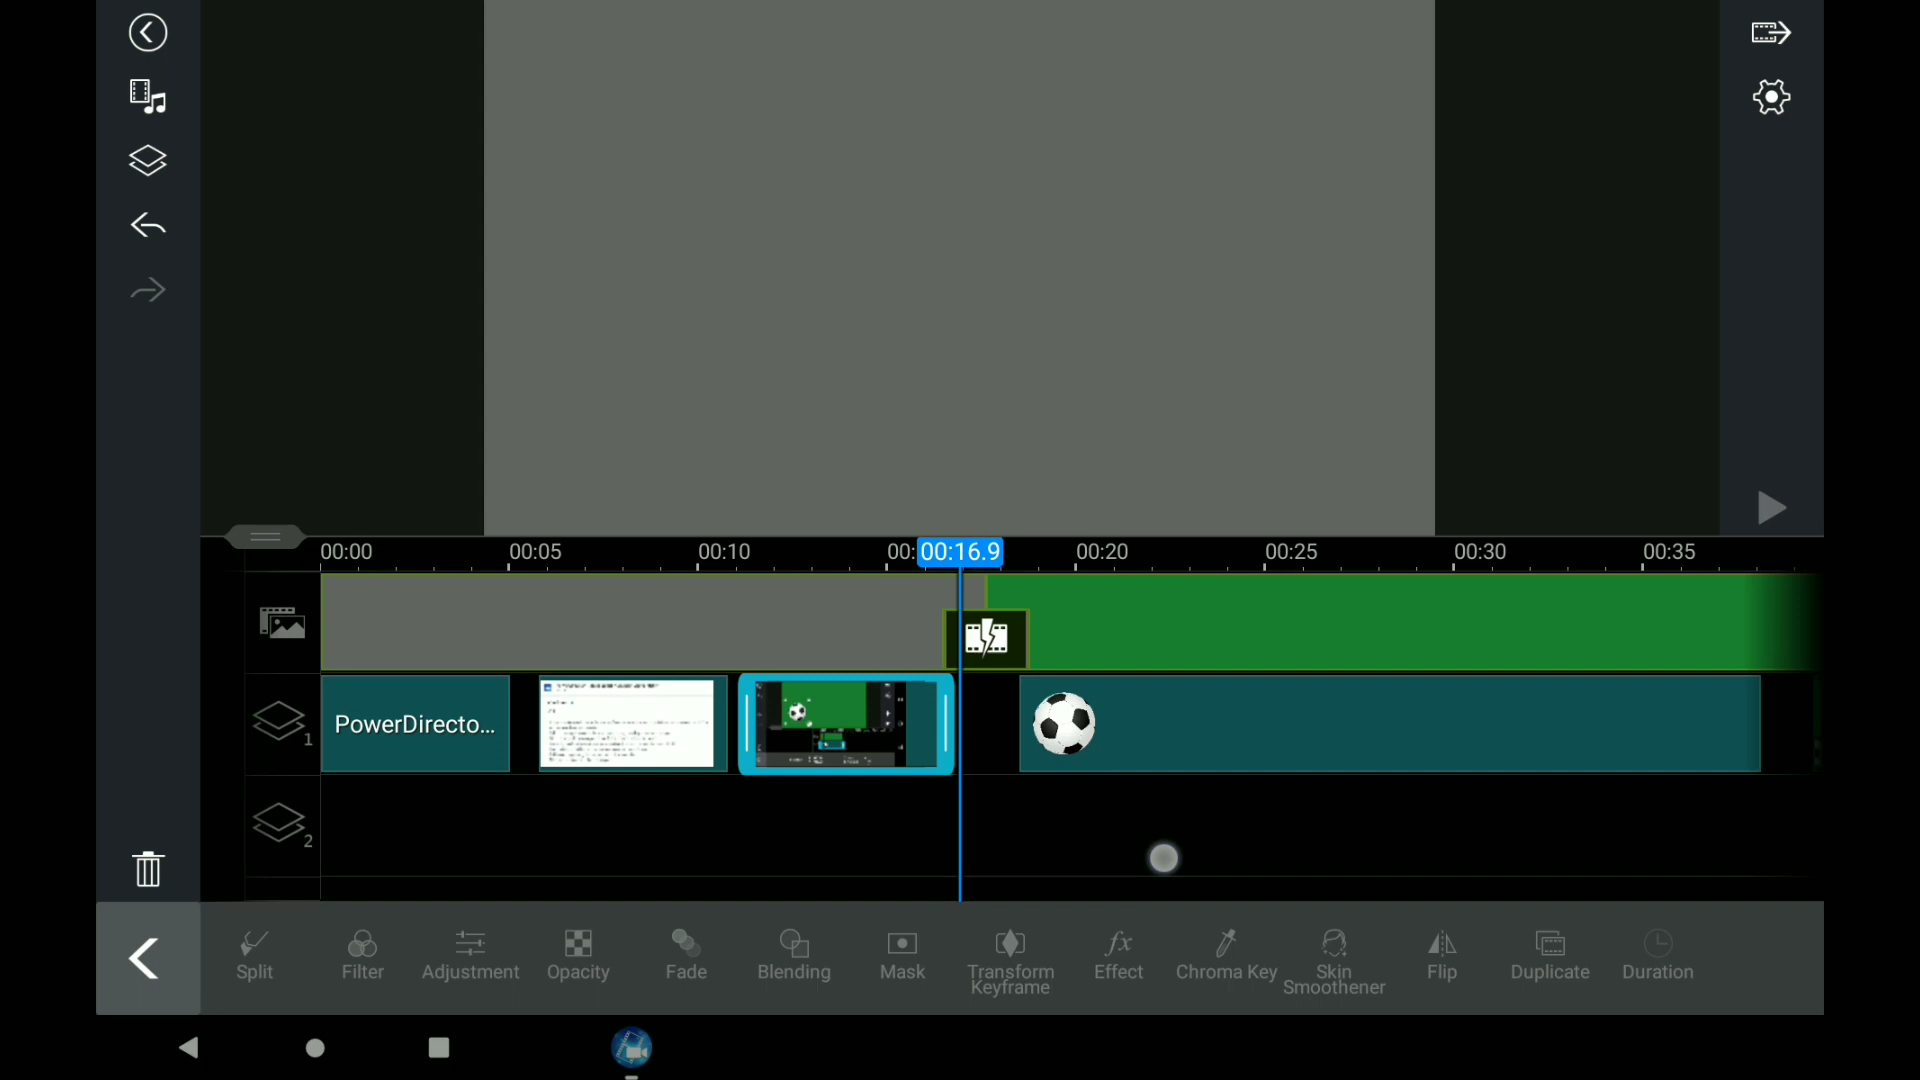 00:00 00:05 00:10 00: 00:16.9 00:20 00:25 00:30 00:35
PowerDirecto...
1
2
Split Filter Adjustment Opacity Fade Blending Mask Transform Keyframe fx Effect Chroma Key Skin Smoothener Flip Duplicate Duration